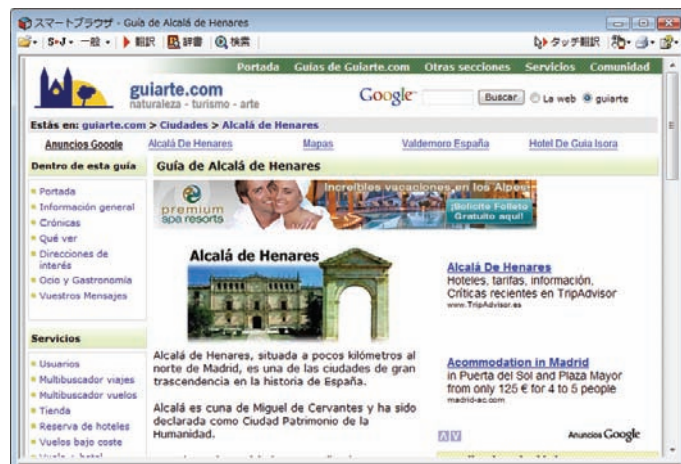 スマートブラウザ - Guía de Alcalá de Henares
S▸J 一般 翻訳 辞書 検索 タッチ翻訳
Portada Guías de Guiarte.com Otras secciones Servicios Comunidad
guiarte.com
naturaleza - turismo - arte
Google Buscar La web guiarte
Estás en: guiarte.com > Ciudades > Alcalá de Henares
Anuncios Google Alcalá De Henares Mapas Valdemoro España Hotel De Guia Isora
Dentro de esta guía
Portada
Información general
Crónicas
Qué ver
Direcciones de
interés
Ocio y Gastronomía
Vuestros Mensajes
Servicios
Usuarios
Multibuscador viajes
Multibuscador vuelos
Tienda
Reserva de hoteles
Vuelos bajo coste
Guía de Alcalá de Henares
premium
spa resorts
Increíbles vacaciones en los Alpes
¡Solicite Folleto
Gratuito aquí!
Alcalá de Henares
Alcalá de Henares, situada a pocos kilómetros al
norte de Madrid, es una de las ciudades de gran
trascendencia en la historia de España.
Alcalá es cuna de Miguel de Cervantes y ha sido
declarada como Ciudad Patrimonio de la
Humanidad.
Alcalá De Henares
Hoteles, tarifas, información,
Críticas recientes en TripAdvisor
www.TripAdvisor.es
Acommodation in Madrid
in Puerta del Sol and Plaza Mayor
from only 125 € for 4 to 5 people
madrid-ac.com
Anuncios Google